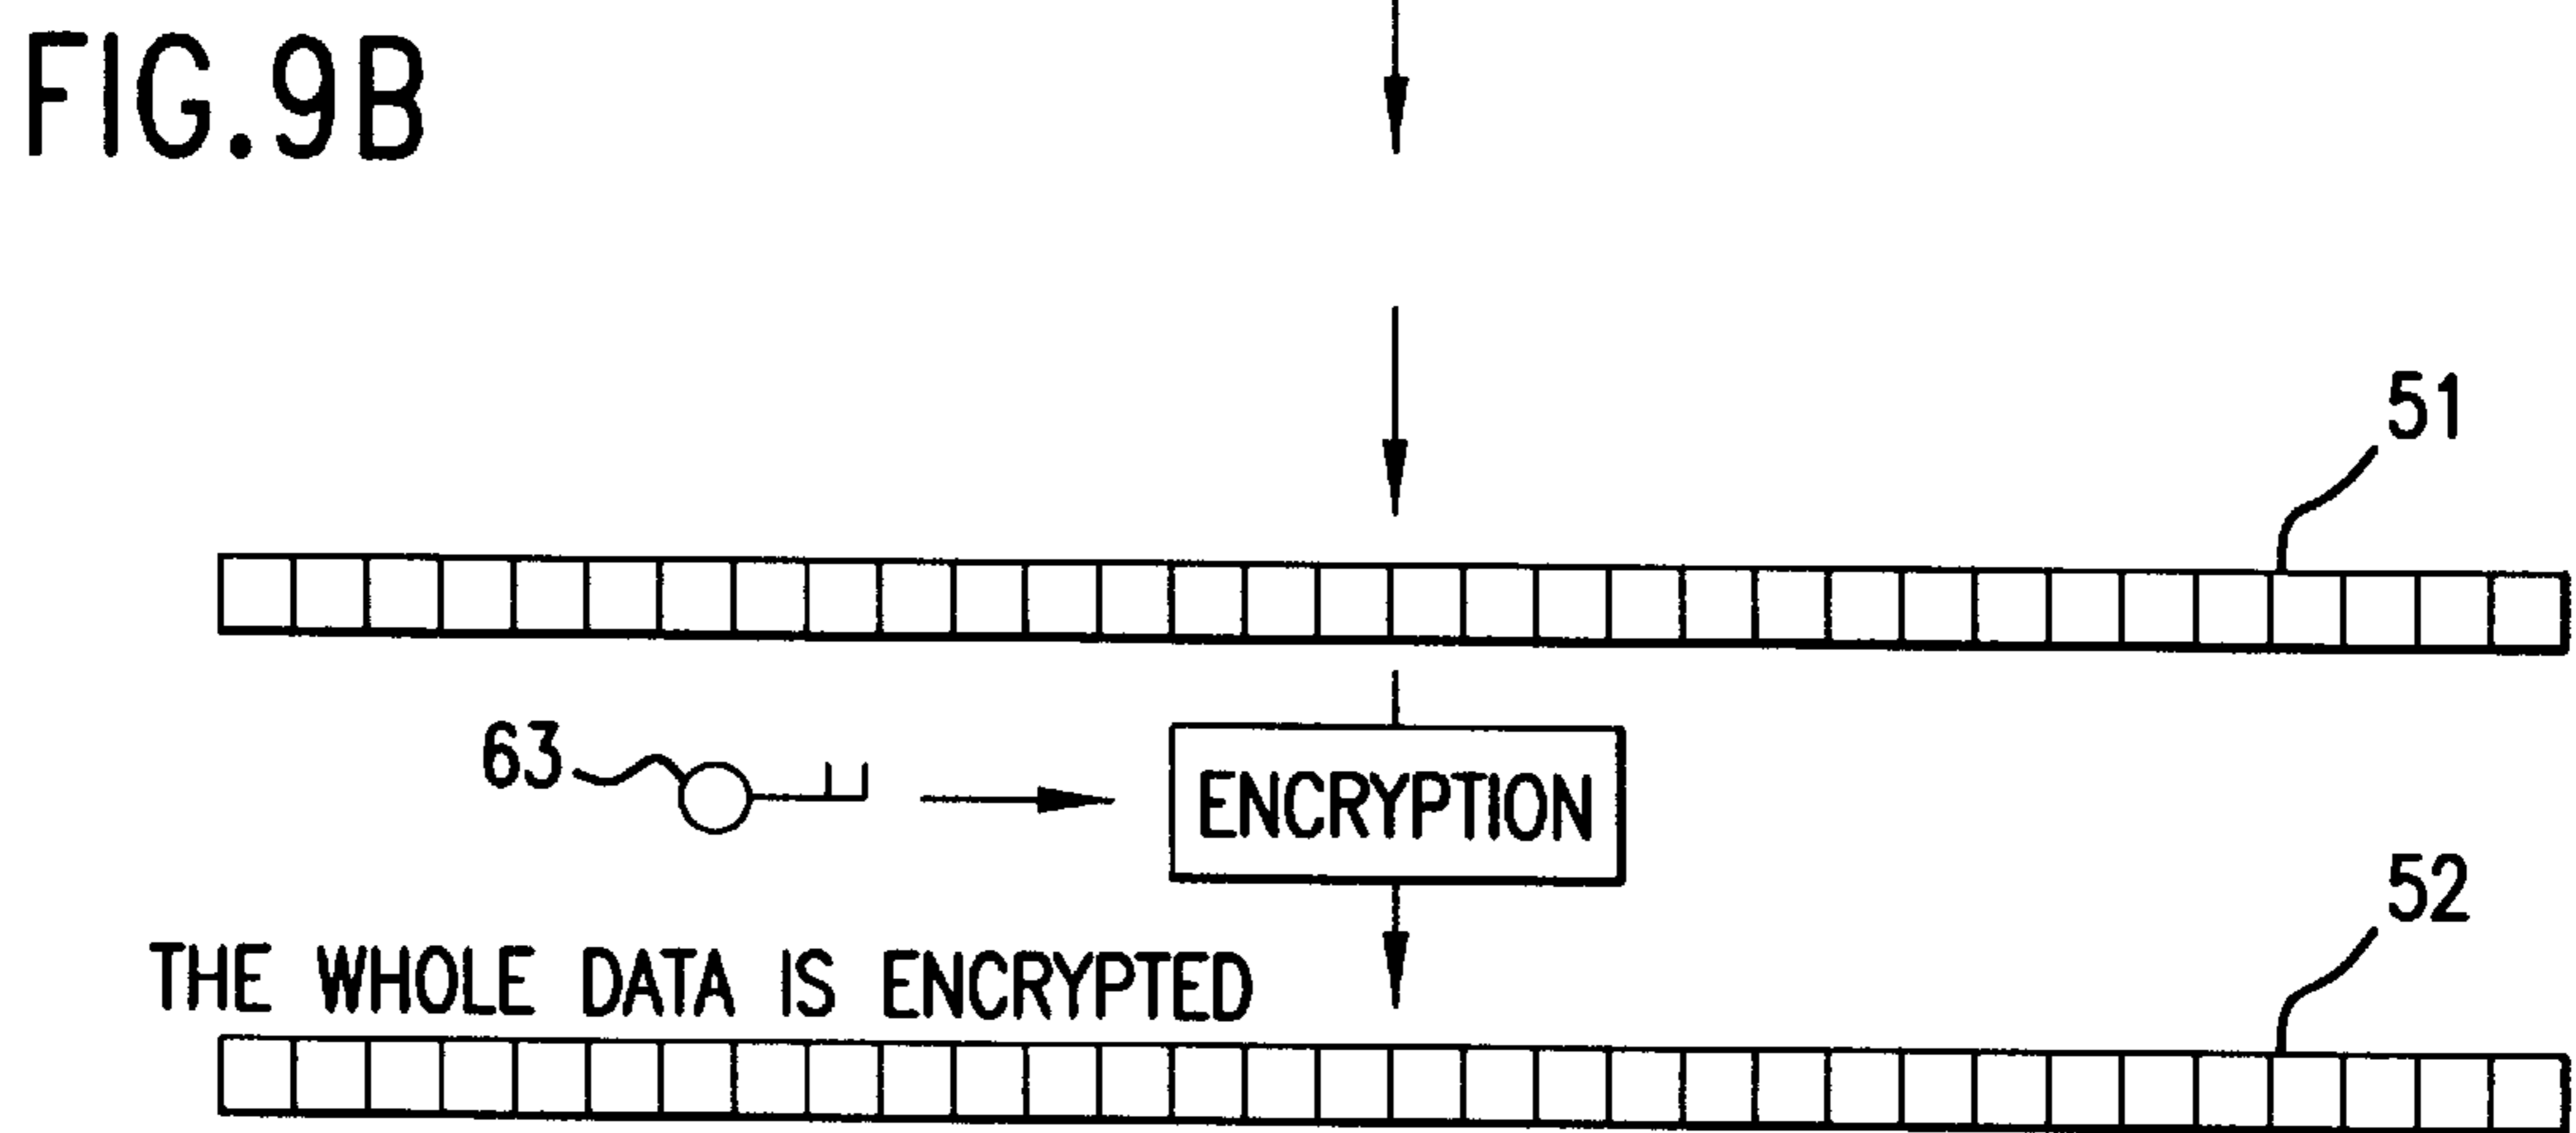 FIG.9B
51
63
ENCRYPTION
52
THE WHOLE DATA IS ENCRYPTED